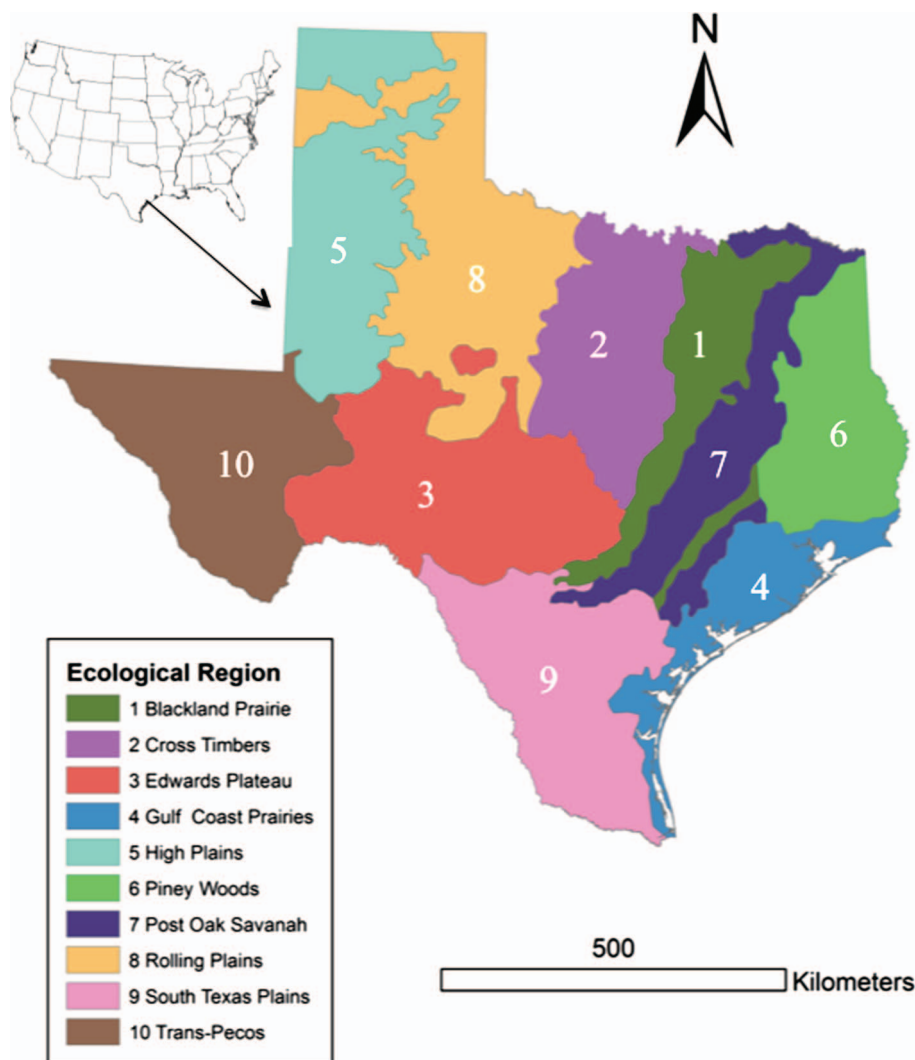 N
5
8
2
1
6
10
7
3
4
9
Ecological Region
1 Blackland Prairie
2 Cross Timbers
3 Edwards Plateau
4 Gulf Coast Prairies
5 High Plains
6 Piney Woods
7 Post Oak Savanah
8 Rolling Plains
9 South Texas Plains
10 Trans-Pecos
500
Kilometers